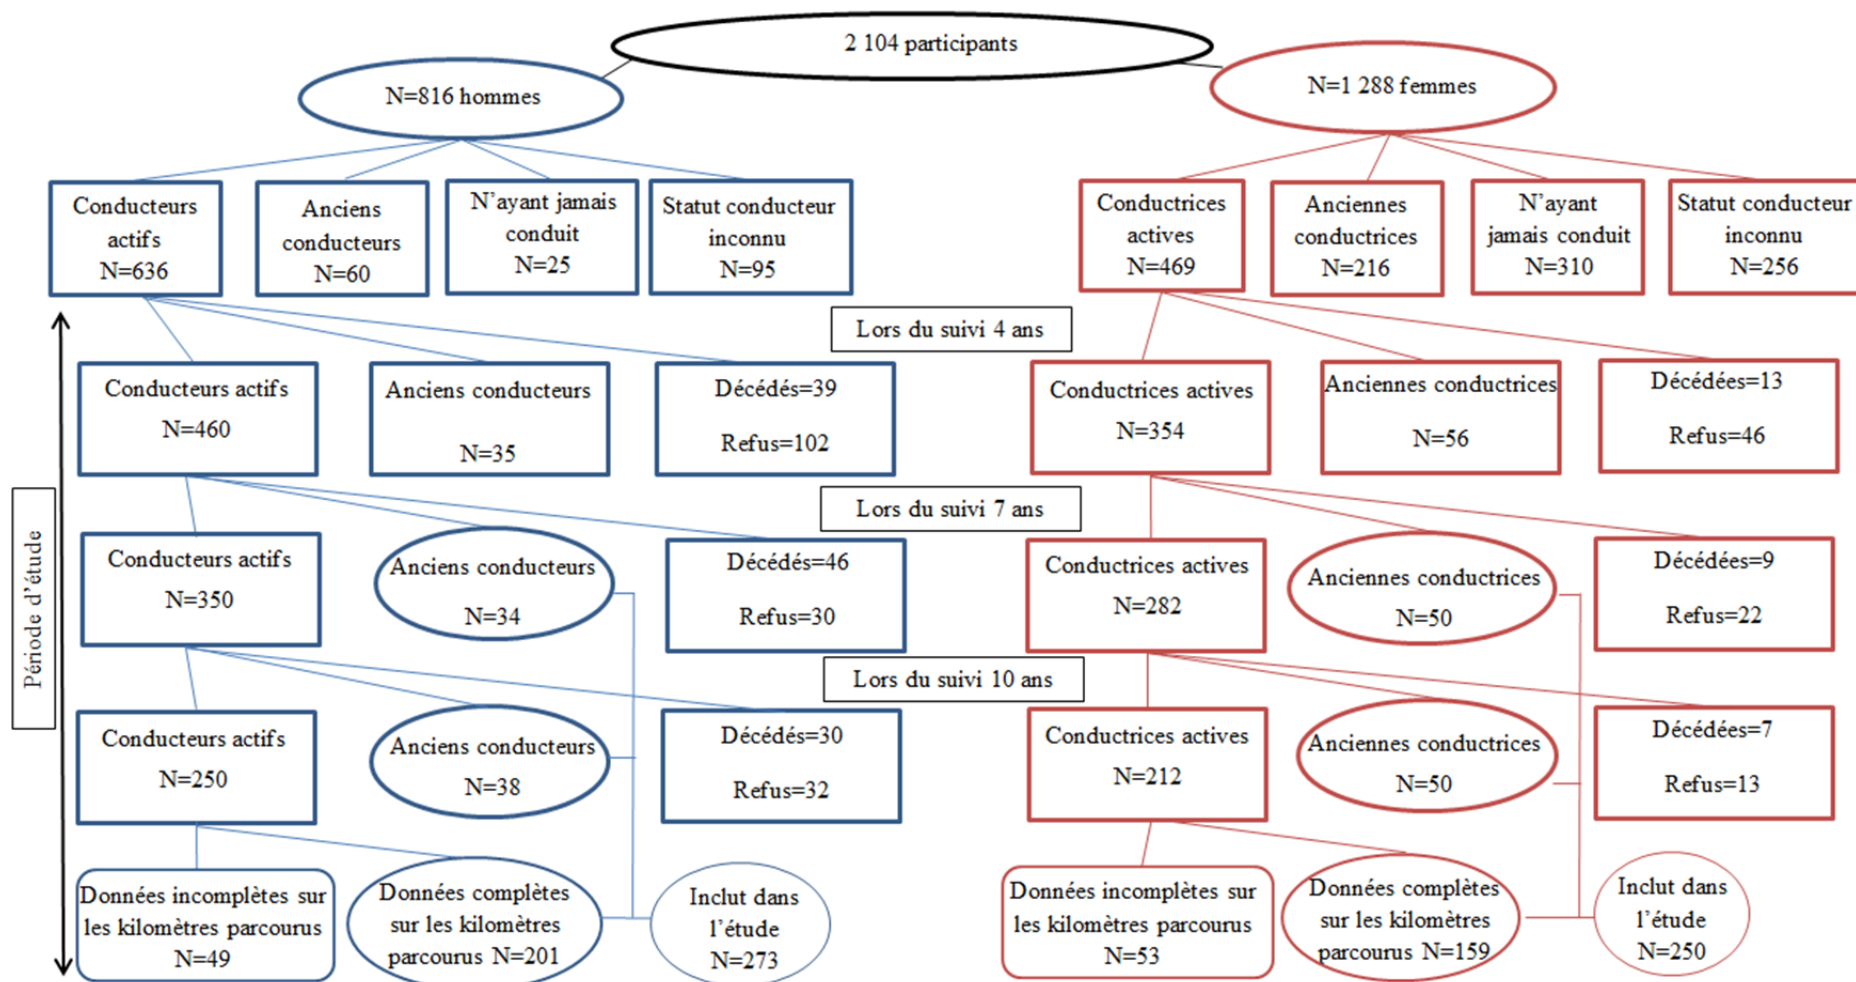 2 104 participants
N=816 hommes
N=1 288 femmes
Conducteurs
actifs
N=636
Anciens
conducteurs
N=60
N'ayant jamais
conduit
N=25
Statut conducteur
inconnu
N=95
Conductrices
actives
N=469
Anciennes
conductrices
N=216
N'ayant
jamais conduit
N=310
Statut conducteur
inconnu
N=256
Période d'étude
Lors du suivi 4 ans
Conducteurs actifs
N=460
Anciens conducteurs
N=35
Décédés=39
Refus=102
Conductrices actives
N=354
Anciennes conductrices
N=56
Décédées=13
Refus=46
Lors du suivi 7 ans
Conducteurs actifs
N=350
Anciens conducteurs
N=34
Décédés=46
Refus=30
Conductrices actives
N=282
Anciennes conductrices
N=50
Décédées=9
Refus=22
Lors du suivi 10 ans
Conducteurs actifs
N=250
Anciens conducteurs
N=38
Décédés=30
Refus=32
Conductrices actives
N=212
Anciennes conductrices
N=50
Décédées=7
Refus=13
Données incomplètes sur
les kilomètres parcourus
N=49
Données complètes
sur les kilomètres
parcourus N=201
Inclut dans
l'étude
N=273
Données incomplètes sur
les kilomètres parcourus
N=53
Données complètes
sur les kilomètres
parcourus N=159
Inclut dans
l'étude
N=250